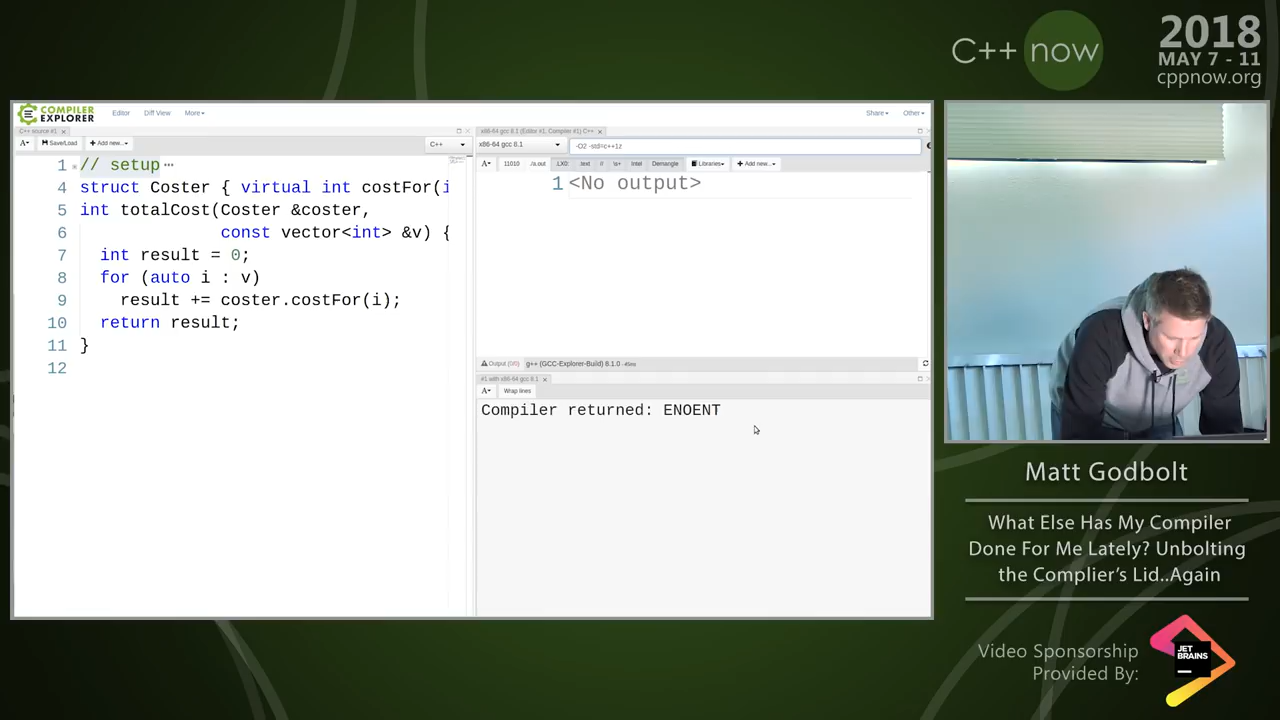 C++ now
2018
MAY 7 - 11
cppnow.org
COMPILER
EXPLORER
Editor
Diff View
More
Share
Other
C++ source #1
A
Save/Load
Add new...
C++
1 // setup
4 struct Coster { virtual int costFor(i
5 int totalCost(Coster &coster,
6 const vector<int> &v) {
7 int result = 0;
8 for (auto i : v)
9 result += coster.costFor(i);
10 return result;
11 }
12
x86-64 gcc 8.1 (Editor #1, Compiler #1) C++
x86-64 gcc 8.1
-O2 -std=c++1z
A
11010
./a.out
.LX0:
.text
//
\s+
Intel
Demangle
Libraries
Add new...
1 <No output>
Output (0/0)
g++ (GCC-Explorer-Build) 8.1.0
-45ms
#1 with x86-64 gcc 8.1
A
Wrap lines
Compiler returned: ENOENT
Matt Godbolt
What Else Has My Compiler
Done For Me Lately? Unbolting
the Complier's Lid..Again
Video Sponsorship
Provided By:
JET
BRAINS